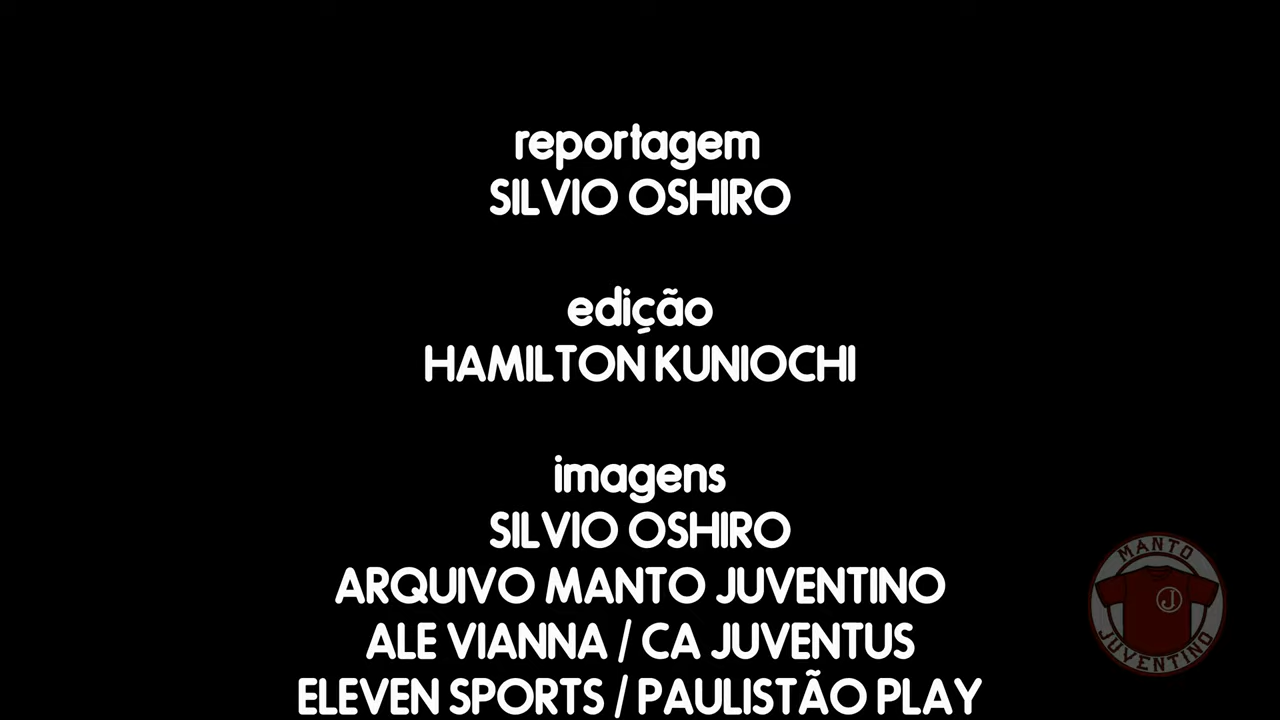 reportagem
SILVIO OSHIRO
edição
HAMILTON KUNIOCHI
imagens
SILVIO OSHIRO
ARQUIVO MANTO JUVENTINO
ALE VIANNA / CA JUVENTUS
ELEVEN SPORTS / PAULISTÃO PLAY
MANTO
J
JUVENTINO